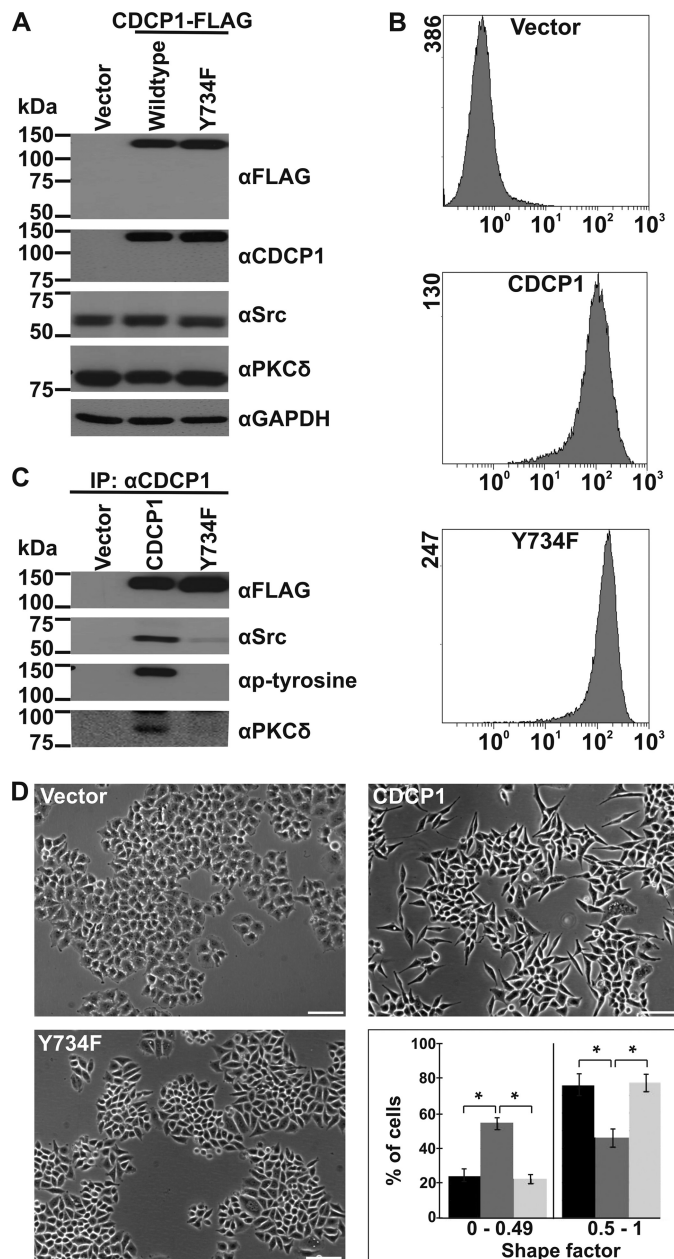 A
CDCP1-FLAG
kDa
Vector
Wildtype
Y734F
150
100
75
50
αFLAG
150
100
75
αCDCP1
75
50
αSrc
75
αPKCδ
αGAPDH
B
386
Vector
10⁰ 10¹ 10² 10³
130
CDCP1
10⁰ 10¹ 10² 10³
247
Y734F
10⁰ 10¹ 10² 10³
C
IP: αCDCP1
kDa
Vector
CDCP1
Y734F
150
100
αFLAG
75
50
αSrc
150
100
αp-tyrosine
100
75
αPKCδ
D
Vector
CDCP1
Y734F
% of cells
100
80
60
40
20
0
* *
* *
0 - 0.49 0.5 - 1
Shape factor